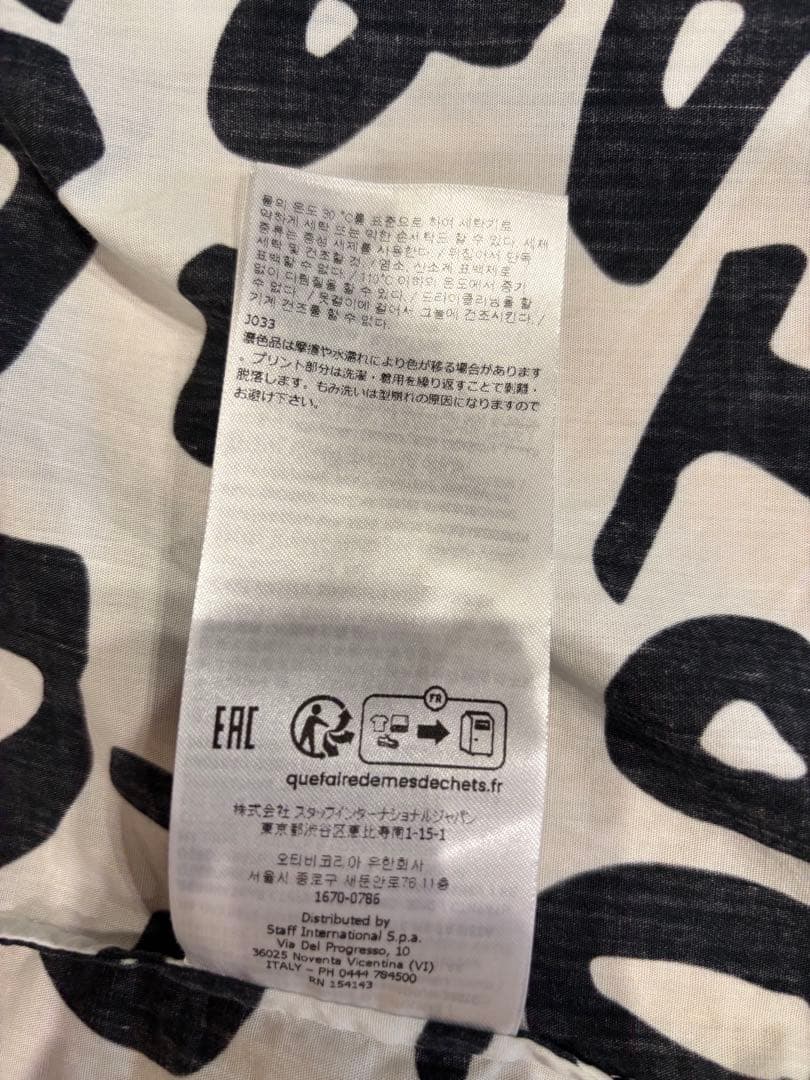 물의 온도 30 °C를 표준으로 하여 세탁기로
약하게 세탁 또는 약한 손세탁도 할 수 있다. 세제
종류는 중성 세제를 사용한다. / 뒤집어서 단독
세탁 및 건조할 것. / 염소, 산소계 표백제로
표백할 수 없다. / 110°C 이하의 온도에서 증기
없이 다림질을 할 수 있다. / 드라이클리닝을 할
수 없다. / 옷걸이에 걸어서 그늘에 건조시킨다. /
기계 건조를 할 수 없다.
J033
濃色品は摩擦や水濡れにより色が移る場合があります
。プリント部分は洗濯・着用を繰り返すことで剥離・
脱落します。もみ洗いは型崩れの原因になりますので
お避け下さい。
EAC
FR
quefairedemesdechets.fr
株式会社 スタッフインターナショナルジャパン
東京都渋谷区恵比寿南1-15-1
오티비코리아 유한회사
서울시 종로구 새문안로76 11층
1670-0786
Distributed by
Staff International S.p.a.
Via Del Progresso, 10
36025 Noventa Vicentina (VI)
ITALY - PH 0444 784500
RN 154143